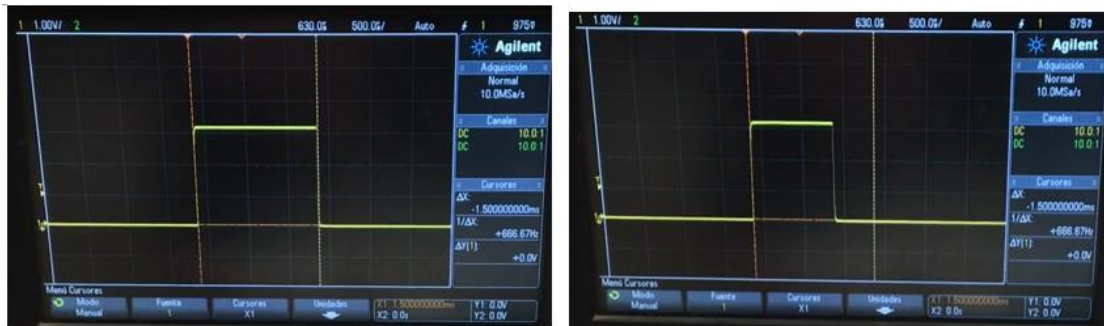 1 1.00V/ 2 630.0s 500.0s/ Auto 1 975
Agilent
Adquisición
Normal
10.0MSa/s
Canales
DC 10.0:1
DC 10.0:1
Cursores
ΔX:
-1.500000000ms
1/ΔX:
+666.67Hz
ΔY(1):
+0.0V
Menú Cursores
Modo
Manual
Fuente
1
Cursores
X1
Unidades
X1: 1.500000000ms
X2: 0.0s
Y1: 0.0V
Y2: 0.0V
1 1.00V/ 2 630.0s 500.0s/ Auto 1 975
Agilent
Adquisición
Normal
10.0MSa/s
Canales
DC 10.0:1
DC 10.0:1
Cursores
ΔX:
-1.500000000ms
1/ΔX:
+666.67Hz
ΔY(1):
+0.0V
Menú Cursores
Modo
Manual
Fuente
1
Cursores
X1
Unidades
X1: 1.500000000ms
X2: 0.0s
Y1: 0.0V
Y2: 0.0V